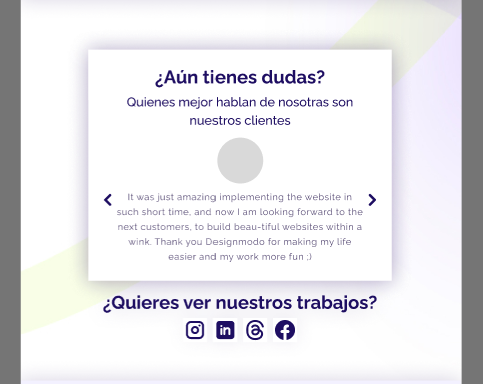 ¿Aún tienes dudas?
Quienes mejor hablan de nosotras son
nuestros clientes
It was just amazing implementing the website in
such short time, and now I am looking forward to the
next customers, to build beau-tiful websites within a
wink. Thank you Designmodo for making my life
easier and my work more fun ;)
¿Quieres ver nuestros trabajos?
in